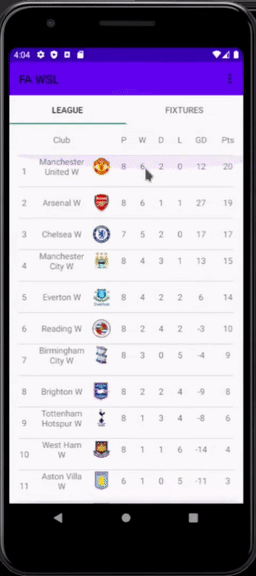 4:04
FA WSL
LEAGUE FIXTURES
Club P W D L GD Pts
1 Manchester United W 8 6 2 0 12 20
2 Arsenal W 8 6 1 1 27 19
3 Chelsea W 7 5 2 0 17 17
4 Manchester City W 8 4 3 1 13 15
5 Everton W 8 4 2 2 6 14
6 Reading W 8 2 4 2 -3 10
7 Birmingham City W 8 3 0 5 -4 9
8 Brighton W 8 2 2 4 -9 8
9 Tottenham Hotspur W 8 1 3 4 -8 6
10 West Ham W 8 1 1 6 -14 4
11 Aston Villa W 6 1 0 5 -11 3